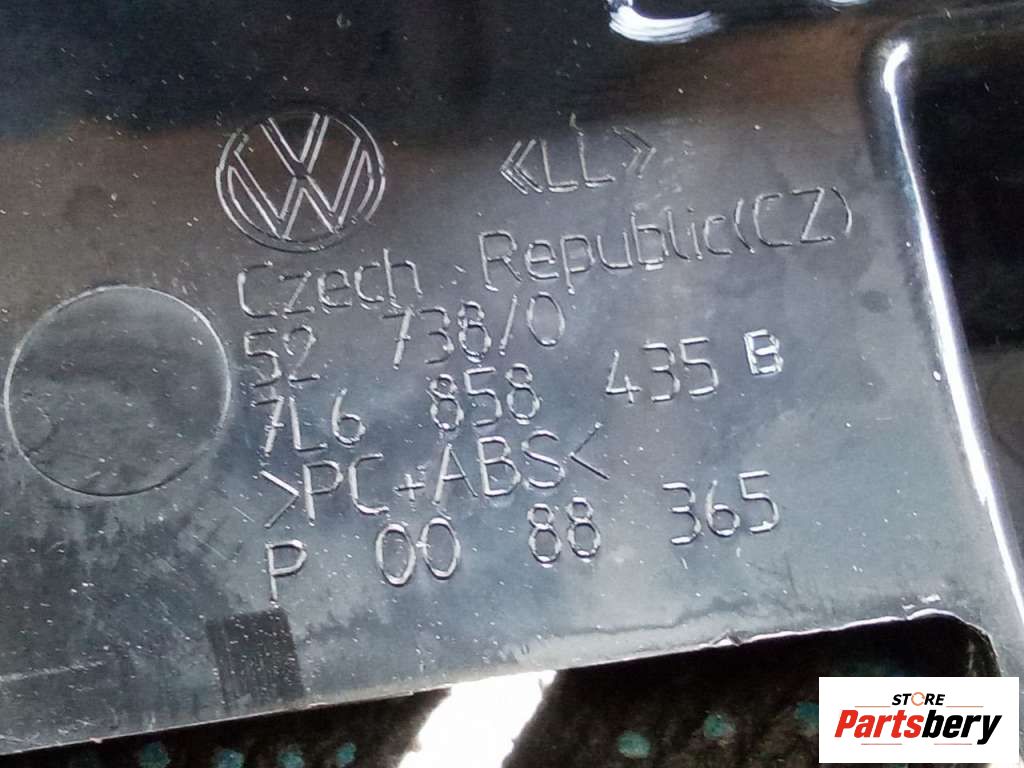 «LL»
Czech Republic(CZ)
52 738/0
7L6 858 435 B
>PC+ABS<
P 00 88 365
STORE
Partsbery